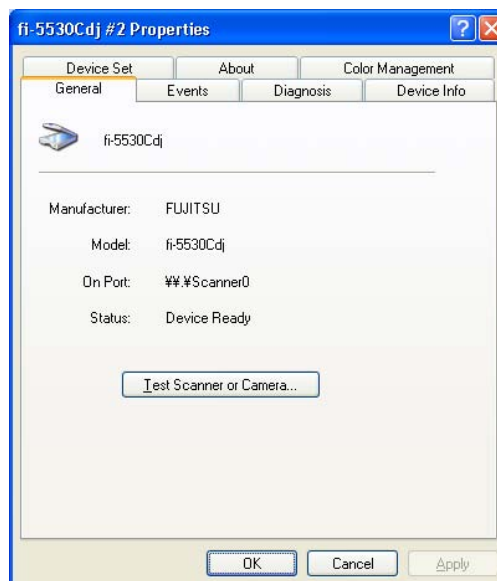 fi-5530Cdj #2 Properties
Device Set About Color Management
General Events Diagnosis Device Info
fi-5530Cdj
Manufacturer: FUJITSU
Model: fi-5530Cdj
On Port: ¥¥.¥Scanner0
Status: Device Ready
Test Scanner or Camera...
OK Cancel Apply